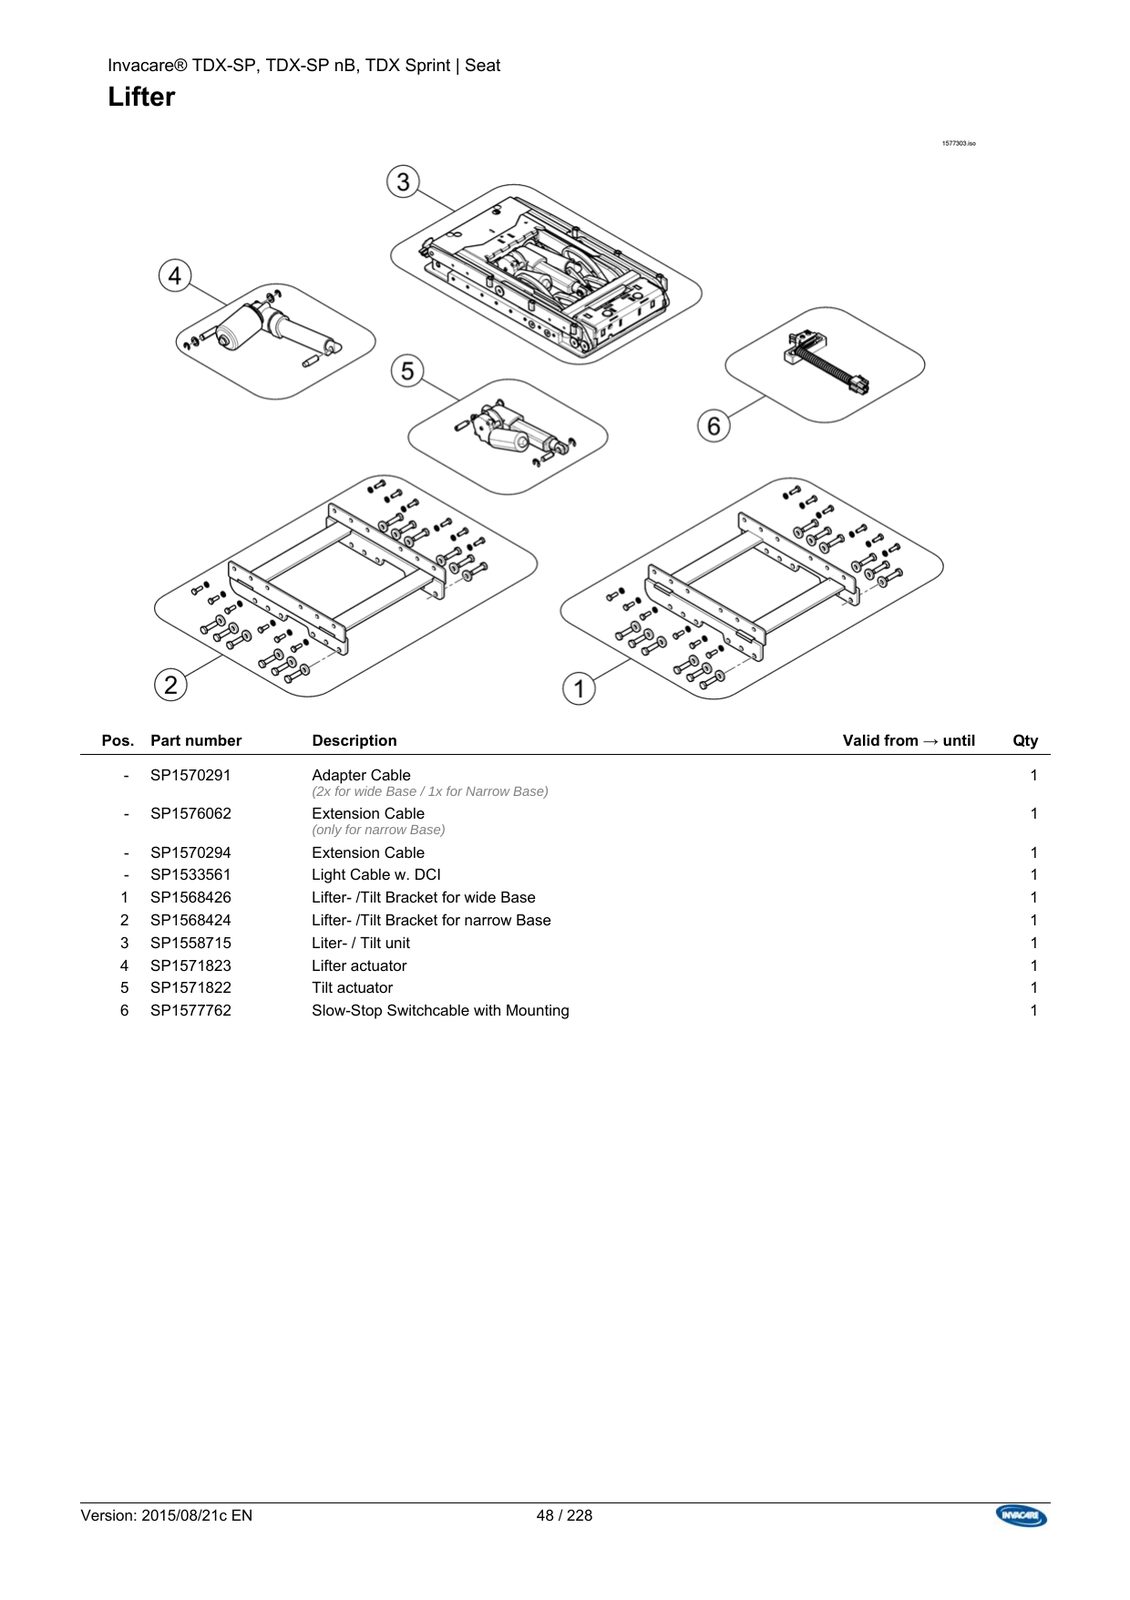 Invacare® TDX-SP, TDX-SP nB, TDX Sprint | Seat
Lifter
1577303.iso
3
4
5
6
2
1
Pos. Part number Description Valid from → until Qty
- SP1570291 Adapter Cable 1
(2x for wide Base / 1x for Narrow Base)
- SP1576062 Extension Cable 1
(only for narrow Base)
- SP1570294 Extension Cable 1
- SP1533561 Light Cable w. DCI 1
1 SP1568426 Lifter- /Tilt Bracket for wide Base 1
2 SP1568424 Lifter- /Tilt Bracket for narrow Base 1
3 SP1558715 Liter- / Tilt unit 1
4 SP1571823 Lifter actuator 1
5 SP1571822 Tilt actuator 1
6 SP1577762 Slow-Stop Switchcable with Mounting 1
Version: 2015/08/21c EN 48 / 228 INVACARE